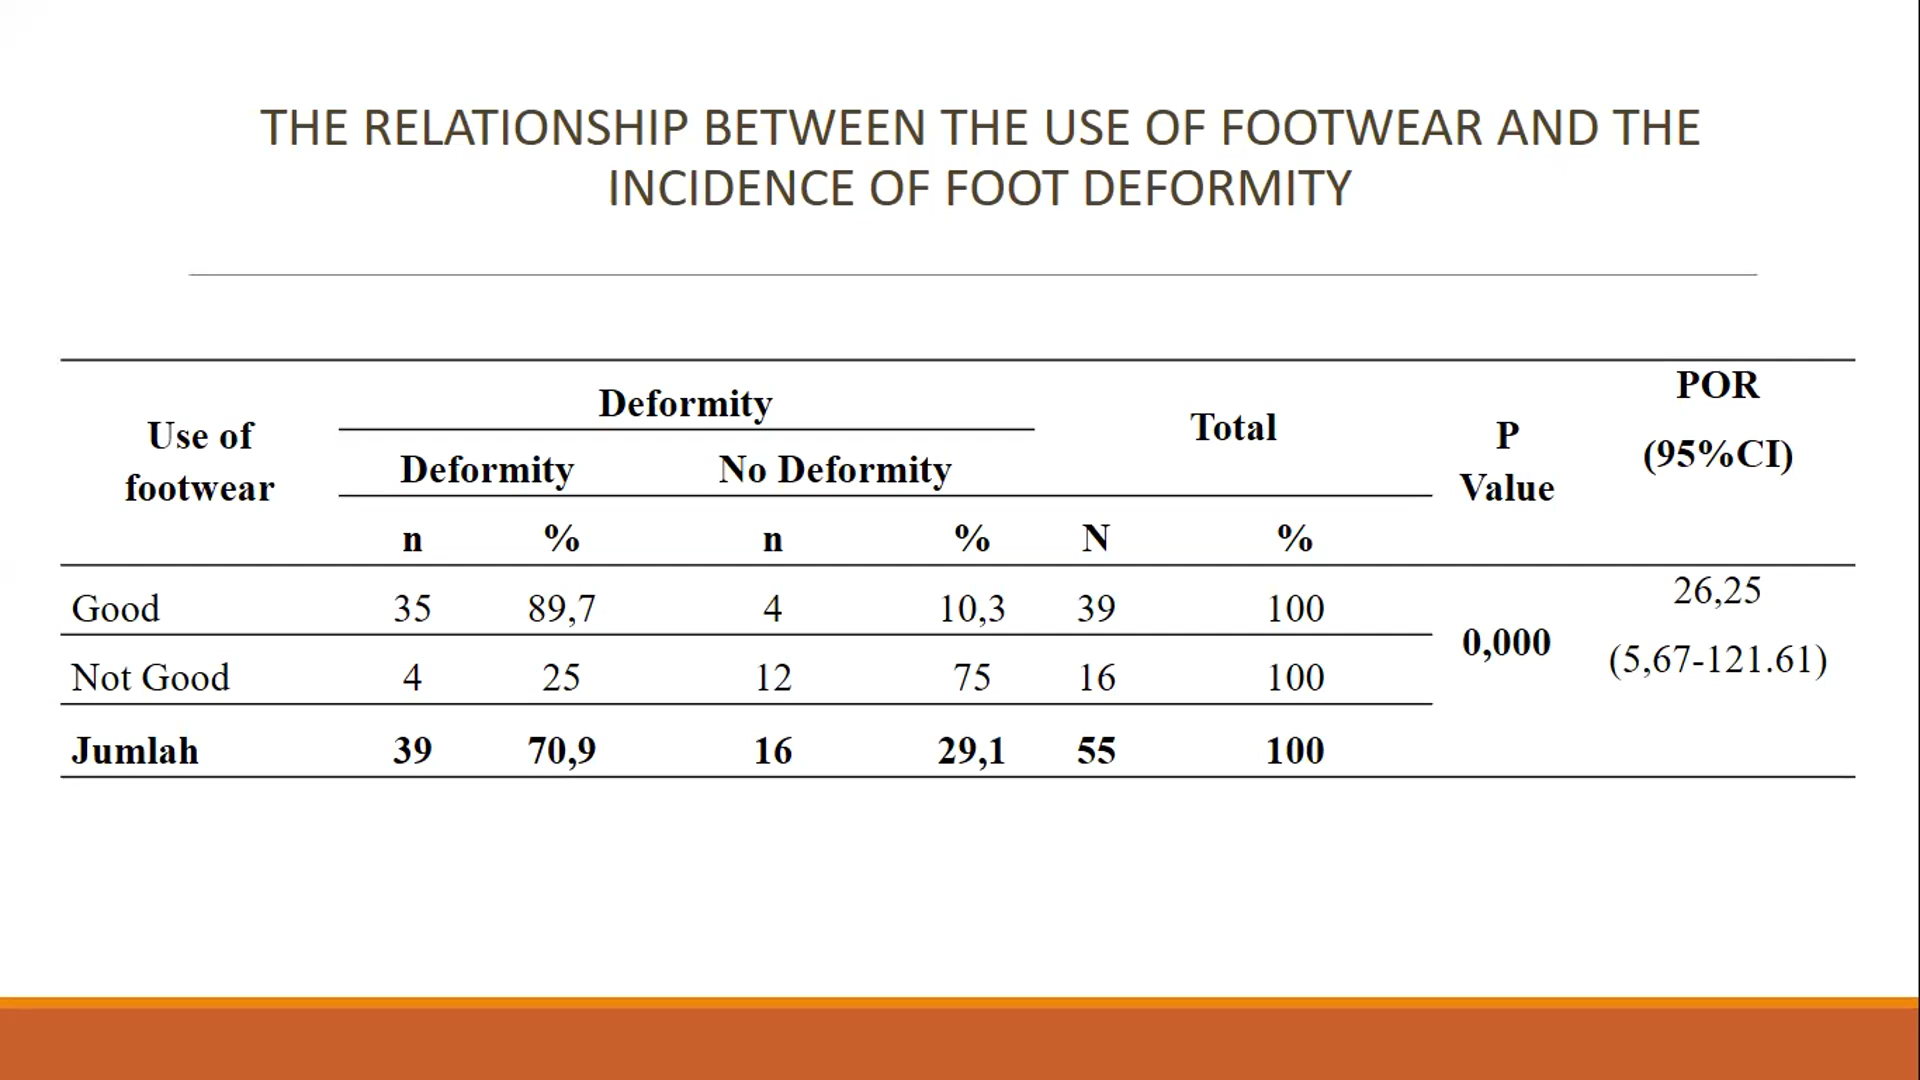 THE RELATIONSHIP BETWEEN THE USE OF FOOTWEAR AND THE
INCIDENCE OF FOOT DEFORMITY
Use of
footwear
Deformity
Total
P
Value
POR
(95%CI)
Deformity No Deformity
n % n % N %
Good 35 89,7 4 10,3 39 100
0,000
26,25
(5,67-121.61)
Not Good 4 25 12 75 16 100
Jumlah 39 70,9 16 29,1 55 100